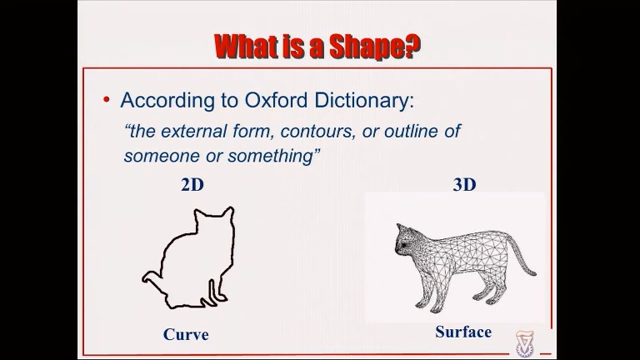 What is a Shape?
• According to Oxford Dictionary:
“the external form, contours, or outline of
someone or something”
2D
3D
Curve
Surface